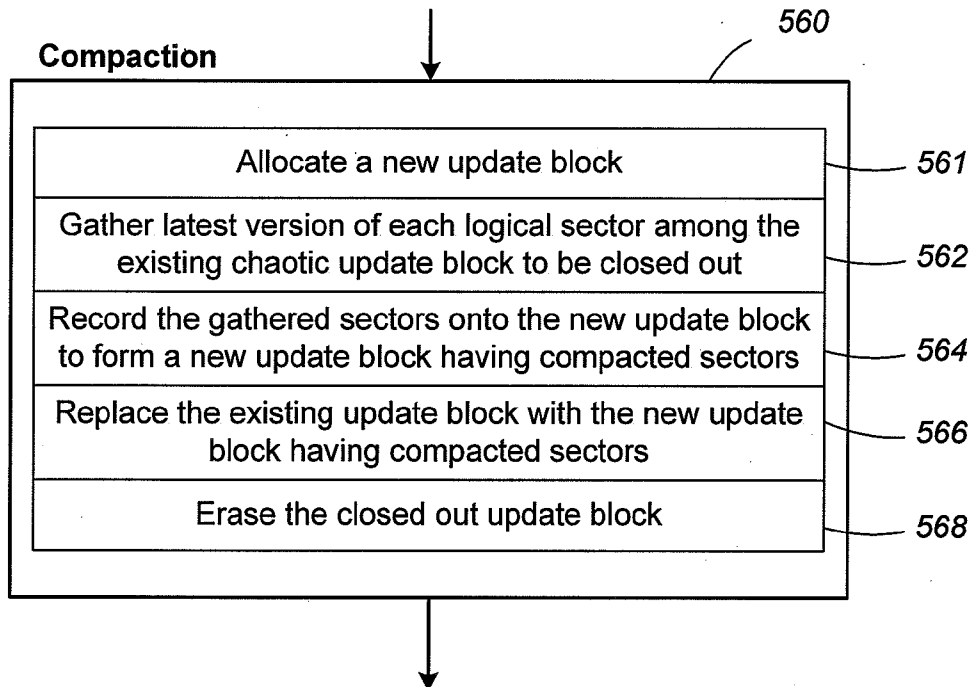 560
Compaction
Allocate a new update block
561
Gather latest version of each logical sector among the
existing chaotic update block to be closed out
562
Record the gathered sectors onto the new update block
to form a new update block having compacted sectors
564
Replace the existing update block with the new update
block having compacted sectors
566
Erase the closed out update block
568